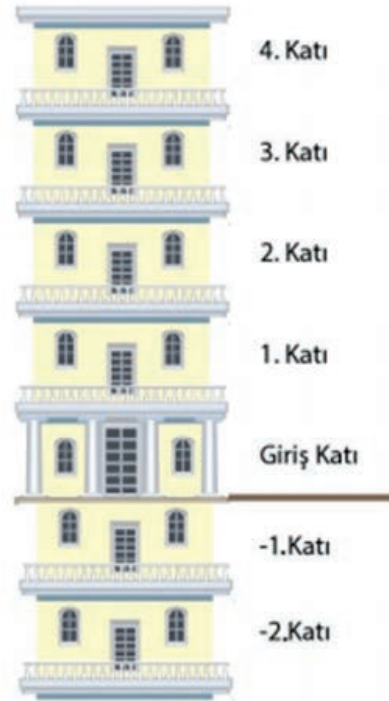 4. Katı
3. Katı
2. Katı
1. Katı
Giriş Katı
-1.Katı
-2.Katı